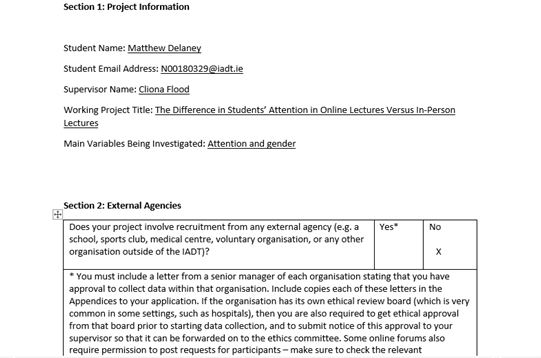 Section 1: Project Information
Student Name: Matthew Delaney
Student Email Address: N00180329@iadt.ie
Supervisor Name: Cliona Flood
Working Project Title: The Difference in Students' Attention in Online Lectures Versus In-Person
Lectures
Main Variables Being Investigated: Attention and gender
Section 2: External Agencies
Does your project involve recruitment from any external agency (e.g. a
school, sports club, medical centre, voluntary organisation, or any other
organisation outside of the IADT)?
Yes*
No
X
* You must include a letter from a senior manager of each organisation stating that you have
approval to collect data within that organisation. Include copies each of these letters in the
Appendices to your application. If the organisation has its own ethical review board (which is very
common in some settings, such as hospitals), then you are also required to get ethical approval
from that board prior to starting data collection, and to submit notice of this approval to your
supervisor so that it can be forwarded on to the ethics committee. Some online forums also
require permission to post requests for participants – make sure to check the relevant